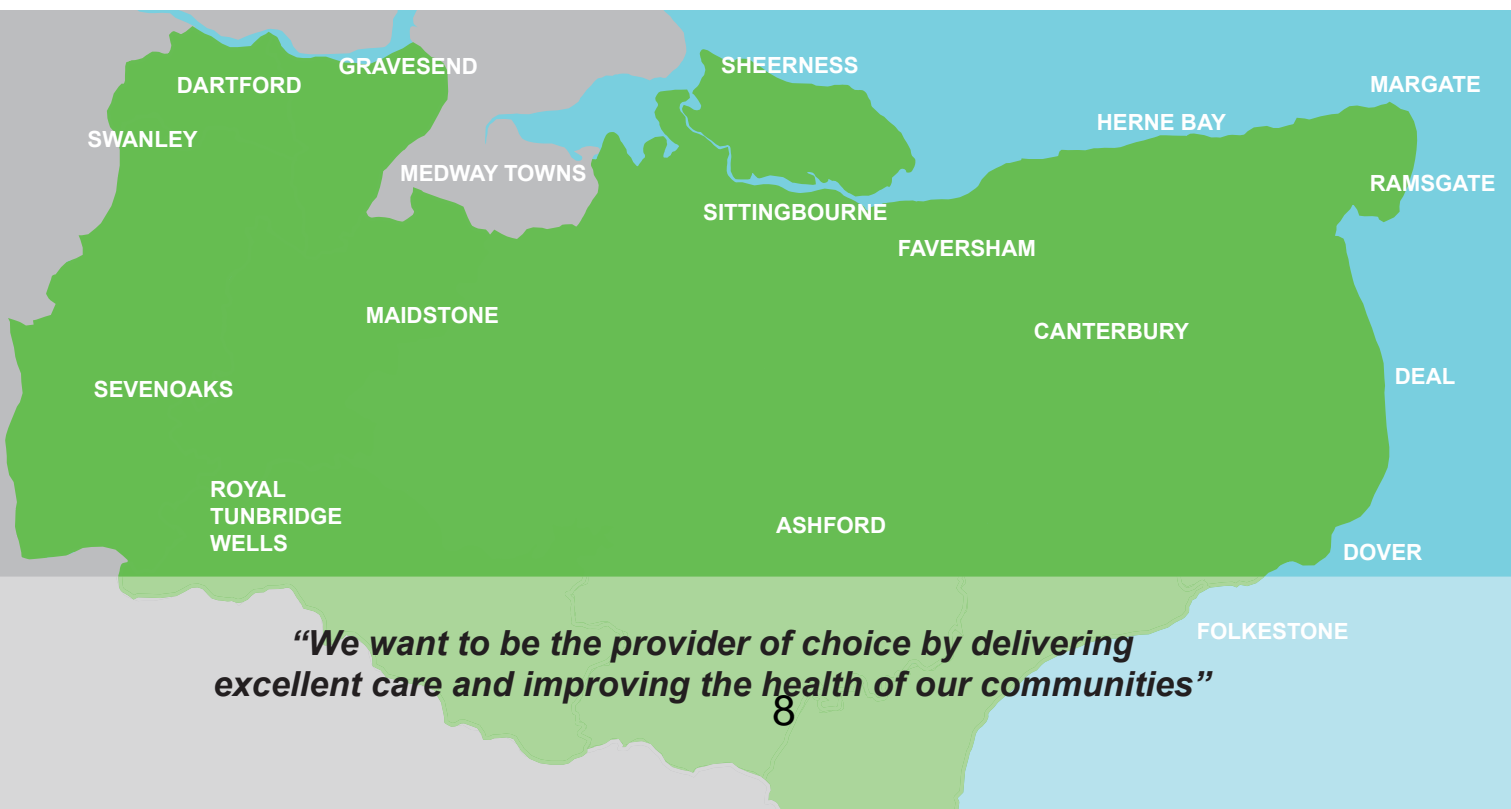 GRAVESEND
SHEERNESS
DARTFORD
MARGATE
HERNE BAY
SWANLEY
MEDWAY TOWNS
RAMSGATE
SITTINGBOURNE
FAVERSHAM
MAIDSTONE
CANTERBURY
DEAL
SEVENOAKS
ROYAL
TUNBRIDGE
WELLS
ASHFORD
DOVER
FOLKESTONE
“We want to be the provider of choice by delivering
excellent care and improving the health of our communities”
8